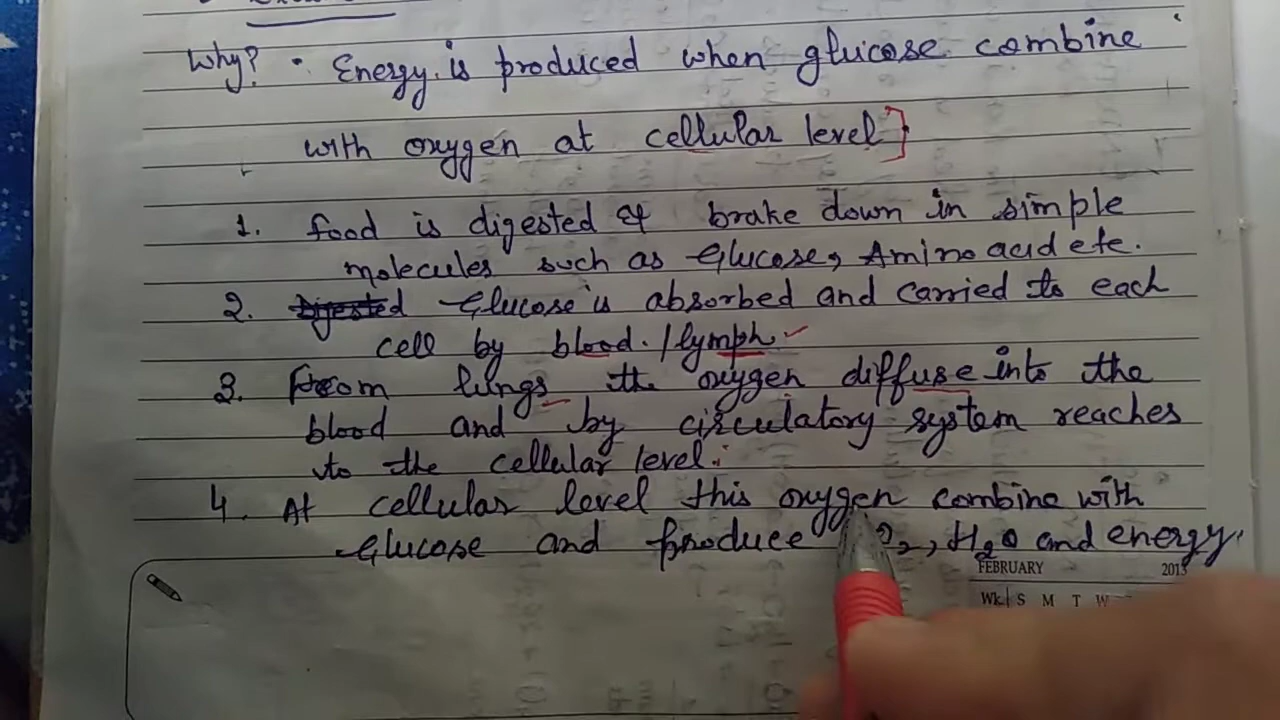 Why? • Energy is produced when glucose combine
with oxygen at cellular level}
1. food is digested & brake down in simple
molecules such as Glucose, Amino acid etc.
2. Glucose is absorbed and carried to each
cell by blood. / lymph.
3. From lungs the oxygen diffuse into the
blood and by circulatory system reaches
to the cellular level.
4. At cellular level this oxygen combine with
Glucose and produce O2, H2O and energy.
FEBRUARY 2013
Wk S M T W